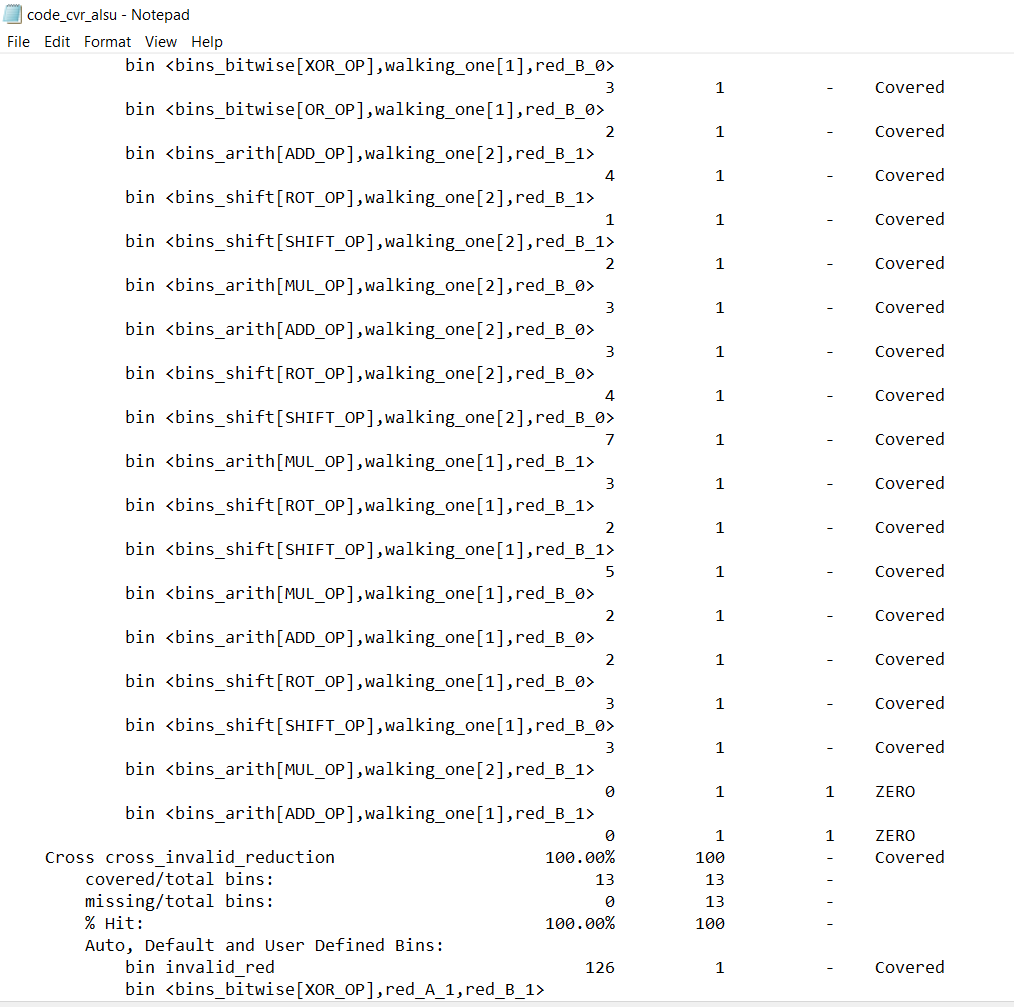 code_cvr_alsu - Notepad
File Edit Format View Help
bin <bins_bitwise[XOR_OP],walking_one[1],red_B_0>
3 1 - Covered
bin <bins_bitwise[OR_OP],walking_one[1],red_B_0>
2 1 - Covered
bin <bins_arith[ADD_OP],walking_one[2],red_B_1>
4 1 - Covered
bin <bins_shift[ROT_OP],walking_one[2],red_B_1>
1 1 - Covered
bin <bins_shift[SHIFT_OP],walking_one[2],red_B_1>
2 1 - Covered
bin <bins_arith[MUL_OP],walking_one[2],red_B_0>
3 1 - Covered
bin <bins_arith[ADD_OP],walking_one[2],red_B_0>
3 1 - Covered
bin <bins_shift[ROT_OP],walking_one[2],red_B_0>
4 1 - Covered
bin <bins_shift[SHIFT_OP],walking_one[2],red_B_0>
7 1 - Covered
bin <bins_arith[MUL_OP],walking_one[1],red_B_1>
3 1 - Covered
bin <bins_shift[ROT_OP],walking_one[1],red_B_1>
2 1 - Covered
bin <bins_shift[SHIFT_OP],walking_one[1],red_B_1>
5 1 - Covered
bin <bins_arith[MUL_OP],walking_one[1],red_B_0>
2 1 - Covered
bin <bins_arith[ADD_OP],walking_one[1],red_B_0>
2 1 - Covered
bin <bins_shift[ROT_OP],walking_one[1],red_B_0>
3 1 - Covered
bin <bins_shift[SHIFT_OP],walking_one[1],red_B_0>
3 1 - Covered
bin <bins_arith[MUL_OP],walking_one[2],red_B_1>
0 1 1 ZERO
bin <bins_arith[ADD_OP],walking_one[2],red_B_1>
0 1 1 ZERO
Cross cross_invalid_reduction 100.00% 100 - Covered
covered/total bins: 13 13 -
missing/total bins: 0 13 -
% Hit: 100.00% 100 -
Auto, Default and User Defined Bins:
bin invalid_red 126 1 - Covered
bin <bins_bitwise[XOR_OP],red_A_1,red_B_1>